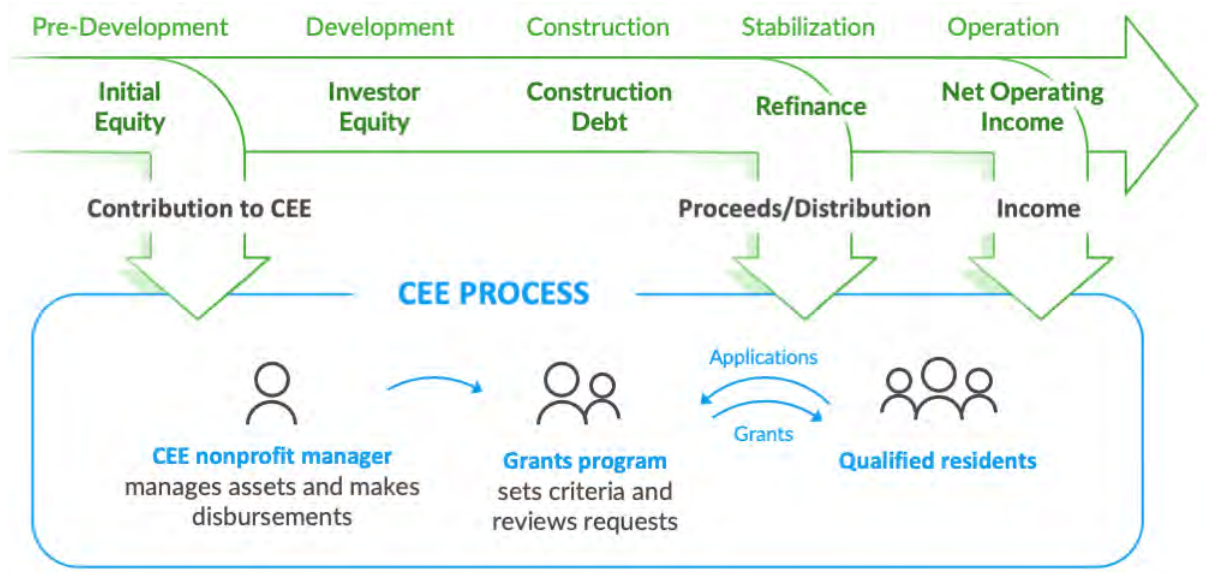 Pre-Development
Development
Construction
Stabilization
Operation
Initial
Equity
Investor
Equity
Construction
Debt
Refinance
Net Operating
Income
Contribution to CEE
Proceeds/Distribution
Income
CEE PROCESS
Applications
Grants
CEE nonprofit manager
manages assets and makes
disbursements
Grants program
sets criteria and
reviews requests
Qualified residents